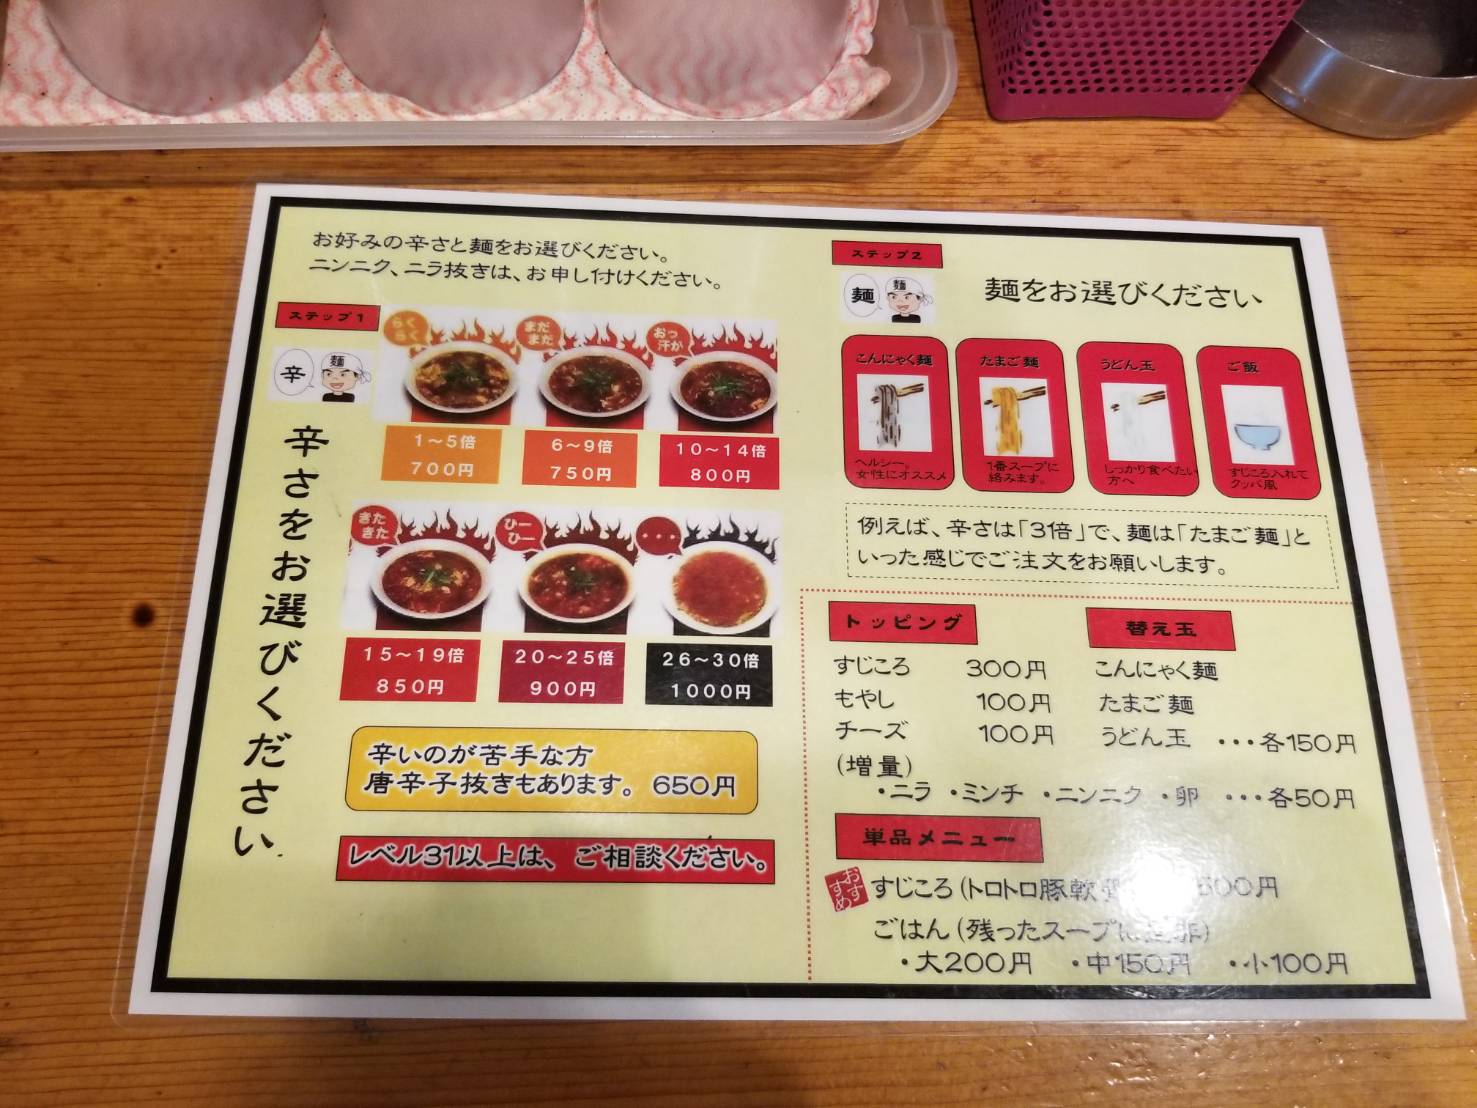 お好みの辛さと麺をお選びください。
ニンニク、ニラ抜きは、お申し付けください。
ステップ1
麺
辛
辛さをお選びください
らくらく
1～5倍
700円
まだまだ
6～9倍
750円
おっ汗が
10～14倍
800円
きたきた
15～19倍
850円
ひーひー
20～25倍
900円
・・・
26～30倍
1000円
辛いのが苦手な方
唐辛子抜きもあります。 650円
レベル31以上は、ご相談ください。
ステップ2
麺
麺
麺をお選びください
こんにゃく麺
ヘルシー。
女性にオススメ
たまご麺
1番スープに
絡みます。
うどん玉
しっかり食べたい
方へ
ご飯
すじころ入れて
クッパ風
例えば、辛さは「3倍」で、麺は「たまご麺」と
いった感じでご注文をお願いします。
トッピング
すじころ 300円
もやし 100円
チーズ 100円
(増量)
・ニラ ・ミンチ ・ニンニク ・卵 ・・・各50円
替え玉
こんにゃく麺
たまご麺
うどん玉 ・・・各150円
単品メニュー
おすすめ
すじころ(トロトロ豚軟 00円
ごはん(残ったスープに
・大200円 ・中150円 ・小100円